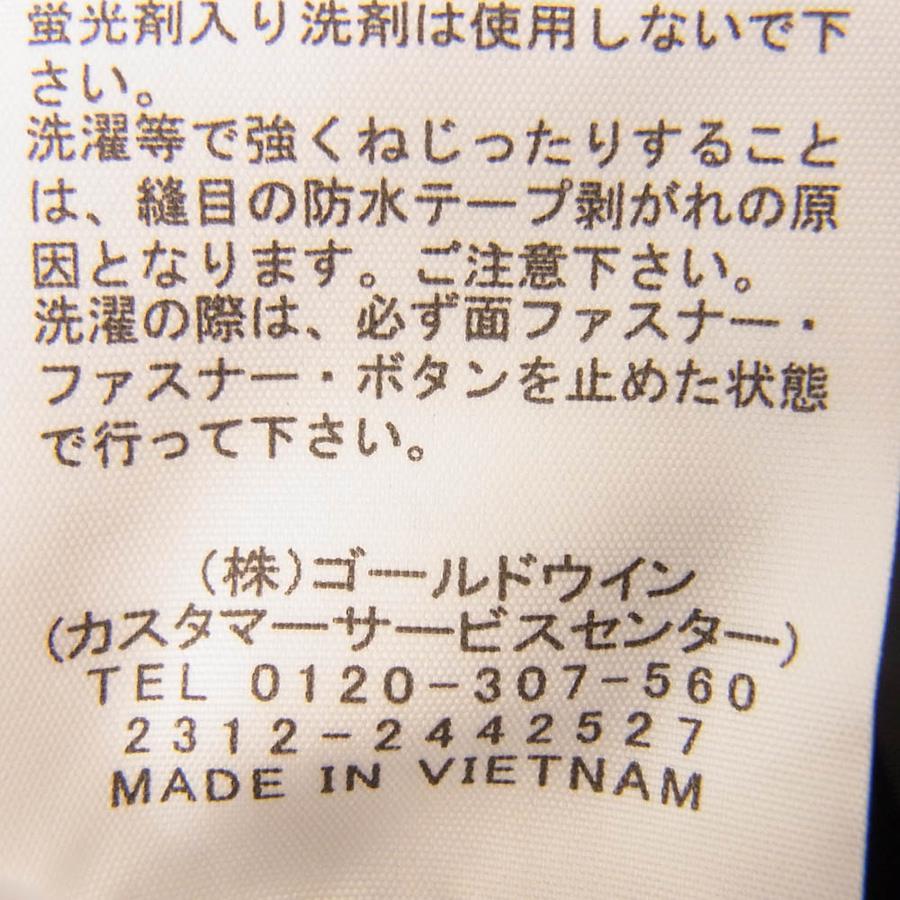 蛍光剤入り洗剤は使用しないで下
さい。
洗濯等で強くねじったりすること
は、縫目の防水テープ剥がれの原
因となります。ご注意下さい。
洗濯の際は、必ず面ファスナー・
ファスナー・ボタンを止めた状態
で行って下さい。
(株)ゴールドウイン
(カスタマーサービスセンター)
TEL 0120-307-560
2312-2442527
MADE IN VIETNAM